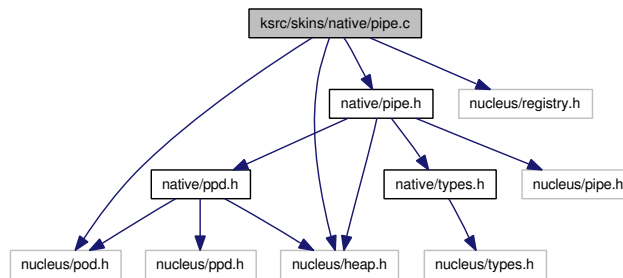 ksrc/skins/native/pipe.c
native/pipe.h
nucleus/registry.h
native/ppd.h
native/types.h
nucleus/pipe.h
nucleus/pod.h
nucleus/ppd.h
nucleus/heap.h
nucleus/types.h